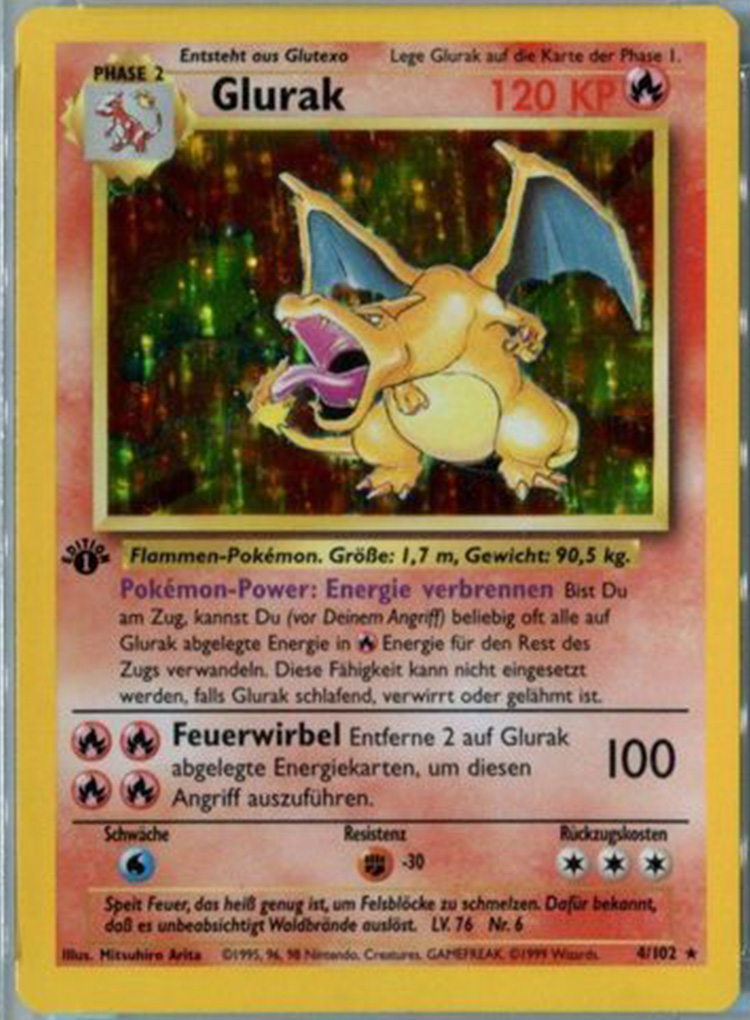 Entsteht aus Glutexo Lege Glurak auf die Karte der Phase 1.
PHASE 2
Glurak 120 KP
EDITION 1
Flammen-Pokémon. Größe: 1,7 m, Gewicht: 90,5 kg.
Pokémon-Power: Energie verbrennen Bist Du
am Zug, kannst Du (vor Deinem Angriff) beliebig oft alle auf
Glurak abgelegte Energie in Energie für den Rest des
Zugs verwandeln. Diese Fähigkeit kann nicht eingesetzt
werden, falls Glurak schlafend, verwirrt oder gelähmt ist.
Feuerwirbel Entferne 2 auf Glurak
abgelegte Energiekarten, um diesen 100
Angriff auszuführen.
Schwäche Resistenz Rückzugskosten
-30
Speit Feuer, das heiß genug ist, um Felsblöcke zu schmelzen. Dafür bekannt,
daß es unbeabsichtigt Waldbrände auslöst. LV. 76 Nr. 6
Illus. Mitsuhiro Arita ©1995, 96, 98 Nintendo, Creatures, GAMEFREAK. ©1999 Wizards. 4/102 ★